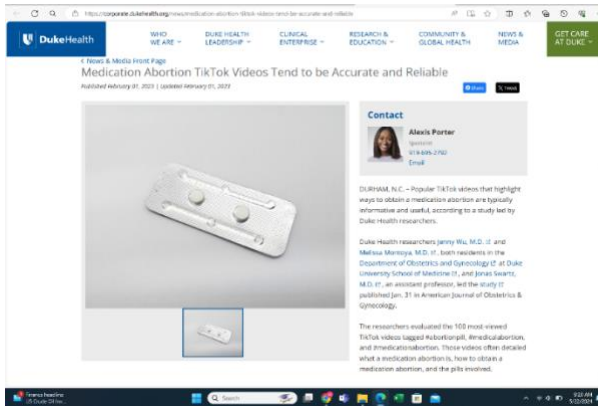 https://corporate.dukehealth.org/news/medication-abortion-tiktok-videos-tend-be-accurate-and-reliable
DukeHealth
WHO WE ARE
DUKE HEALTH LEADERSHIP
CLINICAL ENTERPRISE
RESEARCH & EDUCATION
COMMUNITY & GLOBAL HEALTH
NEWS & MEDIA
GET CARE AT DUKE
< News & Media Front Page
Medication Abortion TikTok Videos Tend to be Accurate and Reliable
Published February 01, 2023 | Updated February 01, 2023
Share
Contact
Alexis Porter
Email
DURHAM, N.C. – Popular TikTok videos that highlight
ways to obtain a medication abortion are typically
informative and useful, according to a study led by
Duke Health researchers.
Duke Health researchers Jenny Wu, M.D. and
Melissa Montoya, M.D. , both residents in the
Department of Obstetrics and Gynecology at Duke
University School of Medicine , and Jonas Swartz,
M.D. , an assistant professor, led the study
published Jan. 31 in American Journal of Obstetrics &
Gynecology.
The researchers evaluated the 100 most-viewed
TikTok videos tagged #abortionpill, #medicalabortion,
and #medicationabortion. Those videos often detailed
what a medication abortion is, how to obtain a
medication abortion, and the pills involved.
Finance headline
Search
9:20 AM
5/22/2024